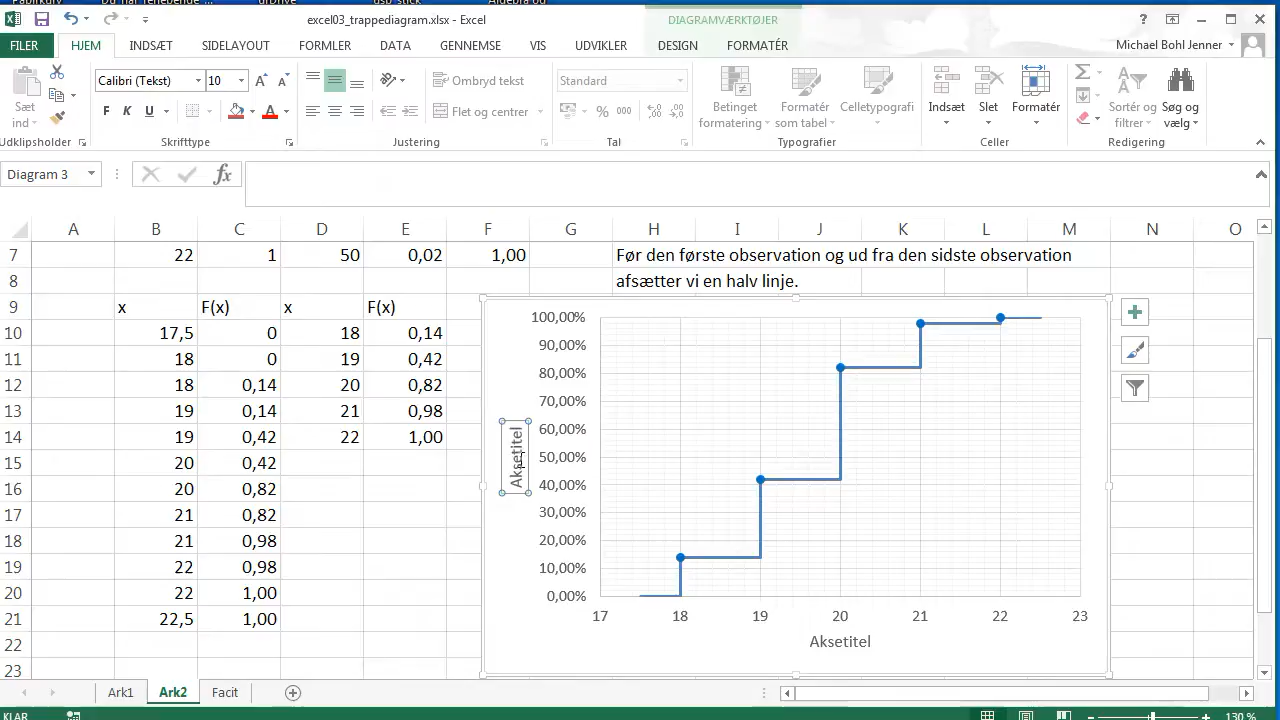 excel03_trappediagram.xlsx - Excel
DIAGRAMVÆRKTØJER
FILER HJEM INDSÆT SIDELAYOUT FORMLER DATA GENNEMSE VIS UDVIKLER DESIGN FORMATÉR
Michael Bohl Jenner
Sæt ind
Calibri (Tekst) 10
F K U
Ombryd tekst
Flet og centrer
Standard
% 000
Betinget formatering
Formatér som tabel
Celletypografi
Indsæt
Slet
Formatér
Sortér og filtrer
Søg og vælg
Udklipsholder Skrifttype Justering Tal Typografier Celler Redigering
Diagram 3
fx
A B C D E F G H I J K L M N O
7 22 1 50 0,02 1,00 Før den første observation og ud fra den sidste observation
8 afsætter vi en halv linje.
9 x F(x) x F(x)
10 17,5 0 18 0,14
11 18 0 19 0,42
12 18 0,14 20 0,82
13 19 0,14 21 0,98
14 19 0,42 22 1,00
15 20 0,42
16 20 0,82
17 21 0,82
18 21 0,98
19 22 0,98
20 22 1,00
21 22,5 1,00
22
23
100,00%
90,00%
80,00%
70,00%
60,00%
50,00%
40,00%
30,00%
20,00%
10,00%
0,00%
Aksetitel
17 18 19 20 21 22 23
Aksetitel
Ark1 Ark2 Facit
KLAR
130 %